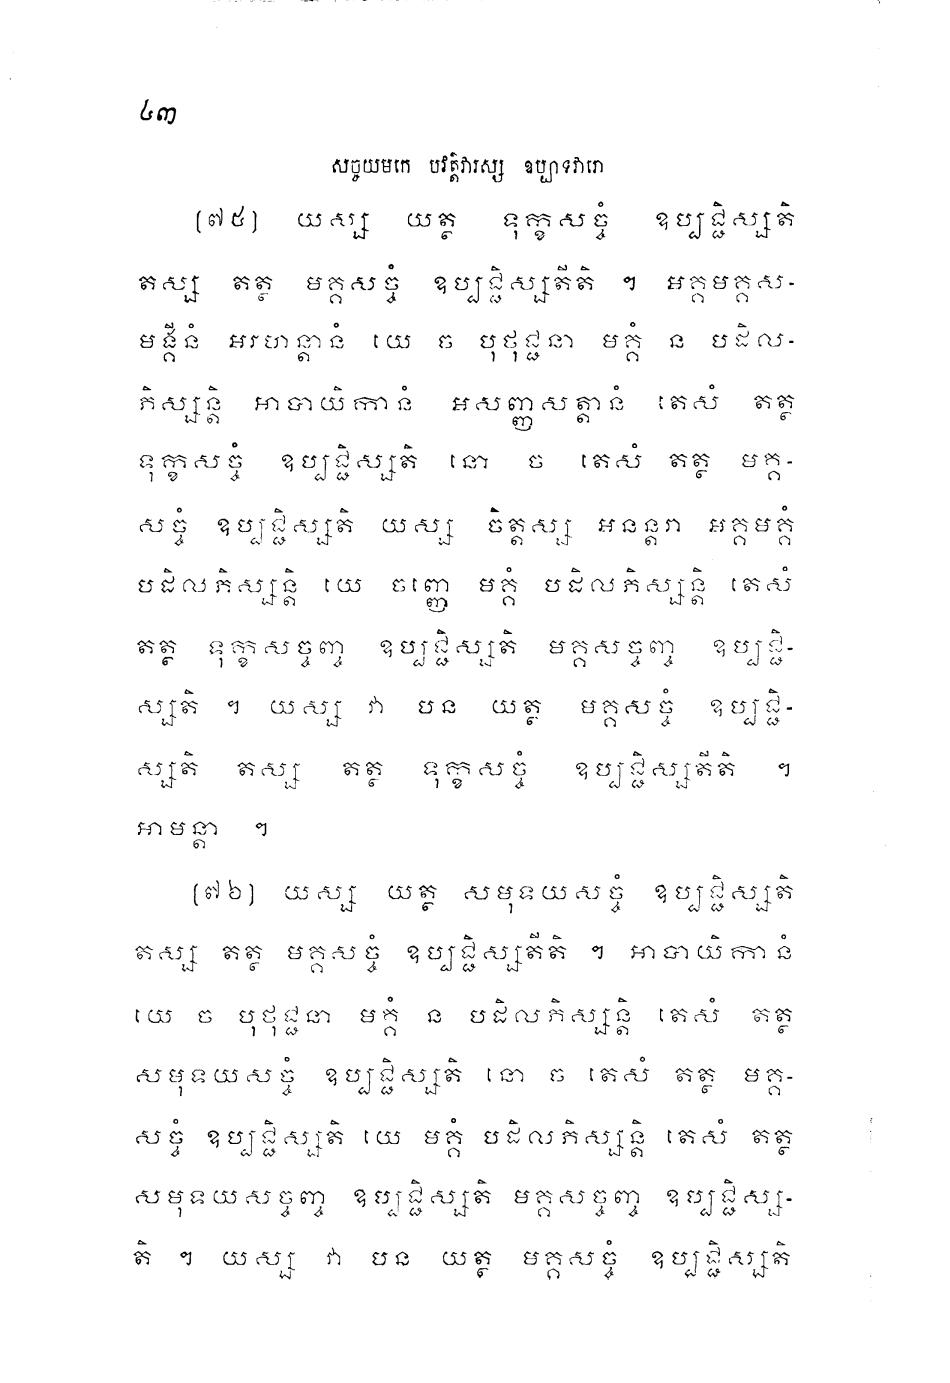 ៤៣
សច្ចយមកេ បវត្តិវារស្ស ឧប្បាទវារោ
(៧៥) យស្ស យត្ថ ទុក្ខសច្ចំ ឧប្បជ្ជិស្សតិ
តស្ស តត្ថ មគ្គសច្ចំ ឧប្បជ្ជិស្សតីតិ ។ អគ្គមគ្គស-
មង្គីនំ អរហន្តានំ យេ ច បុថុជ្ជនា មគ្គំ ន បដិល-
ភិស្សន្តិ អាបាយិកានំ អសញ្ញសត្តានំ តេសំ តត្ថ
ទុក្ខសច្ចំ ឧប្បជ្ជិស្សតិ នោ ច តេសំ តត្ថ មគ្គ-
សច្ចំ ឧប្បជ្ជិស្សតិ យស្ស ចិត្តស្ស អនន្តរា អគ្គមគ្គំ
បដិលភិស្សន្តិ យេ ចញ្ញេ មគ្គំ បដិលភិស្សន្តិ តេសំ
តត្ថ ទុក្ខសច្ចញ្ច ឧប្បជ្ជិស្សតិ មគ្គសច្ចញ្ច ឧប្បជ្ជិ-
ស្សតិ ។ យស្ស វា បន យត្ថ មគ្គសច្ចំ ឧប្បជ្ជិ-
ស្សតិ តស្ស តត្ថ ទុក្ខសច្ចំ ឧប្បជ្ជិស្សតីតិ ។
អាមន្តា ។
(៧៦) យស្ស យត្ថ សមុទយសច្ចំ ឧប្បជ្ជិស្សតិ
តស្ស តត្ថ មគ្គសច្ចំ ឧប្បជ្ជិស្សតីតិ ។ អាបាយិកានំ
យេ ច បុថុជ្ជនា មគ្គំ ន បដិលភិស្សន្តិ តេសំ តត្ថ
សមុទយសច្ចំ ឧប្បជ្ជិស្សតិ នោ ច តេសំ តត្ថ មគ្គ-
សច្ចំ ឧប្បជ្ជិស្សតិ យេ មគ្គំ បដិលភិស្សន្តិ តេសំ តត្ថ
សមុទយសច្ចញ្ច ឧប្បជ្ជិស្សតិ មគ្គសច្ចញ្ច ឧប្បជ្ជិស្ស-
តិ ។ យស្ស វា បន យត្ថ មគ្គសច្ចំ ឧប្បជ្ជិស្សតិ